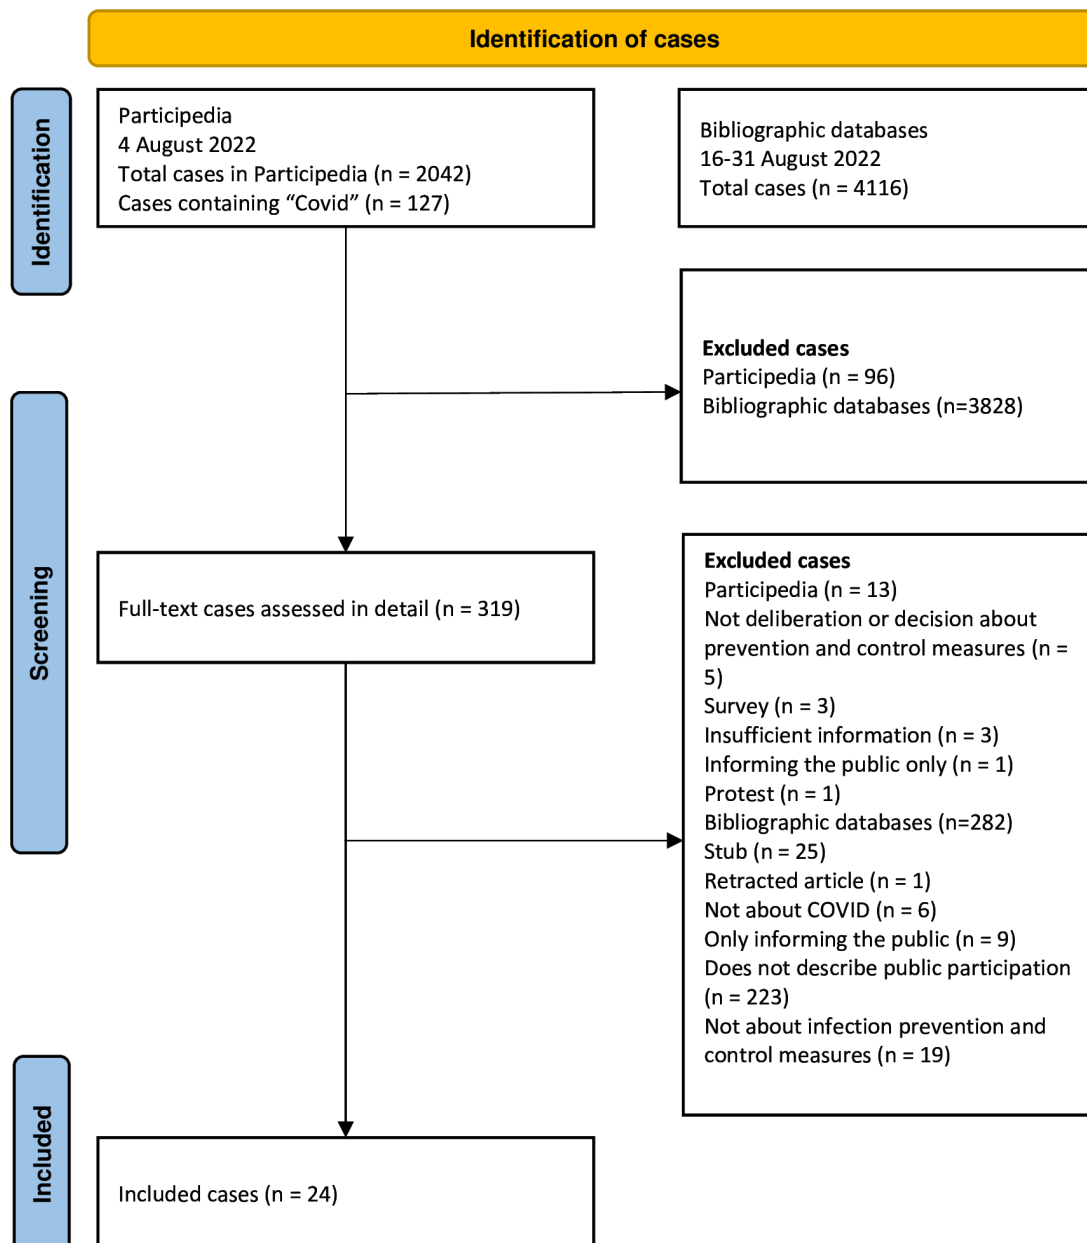 Identification of cases
Identification
Participedia
4 August 2022
Total cases in Participedia (n = 2042)
Cases containing “Covid” (n = 127)
Bibliographic databases
16-31 August 2022
Total cases (n = 4116)
Excluded cases
Participedia (n = 96)
Bibliographic databases (n=3828)
Screening
Full-text cases assessed in detail (n = 319)
Excluded cases
Participedia (n = 13)
Not deliberation or decision about
prevention and control measures (n =
5)
Survey (n = 3)
Insufficient information (n = 3)
Informing the public only (n = 1)
Protest (n = 1)
Bibliographic databases (n=282)
Stub (n = 25)
Retracted article (n = 1)
Not about COVID (n = 6)
Only informing the public (n = 9)
Does not describe public participation
(n = 223)
Not about infection prevention and
control measures (n = 19)
Included
Included cases (n = 24)